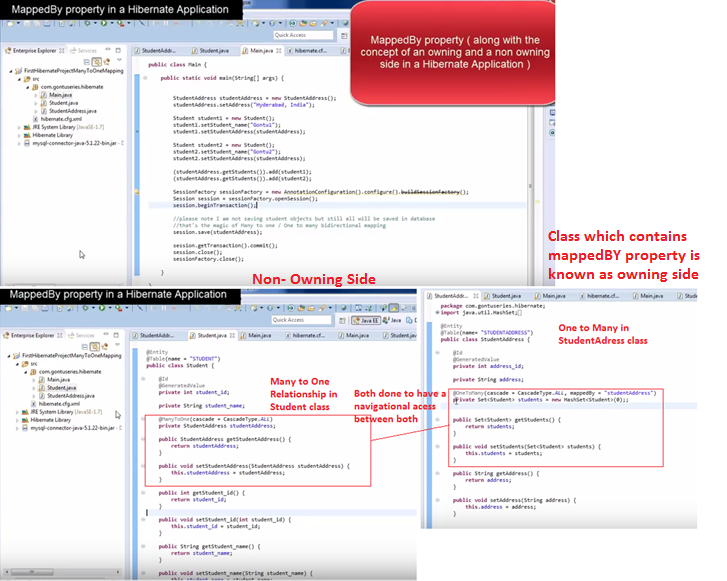 MappedBy property in a Hibernate Application
MappedBy property ( along with the
concept of an owning and a non owning
side in a Hibernate Application )
Quick Access
Enterprise Explorer
Services
FirstHibernateProjectManyToOneMapping
src
com.gontuseries.hibernate
Main.java
Student.java
StudentAddress.java
hibernate.cfg.xml
JRE System Library [JavaSE-1.7]
Hibernate Library
mysql-connector-java-5.1.22-bin.jar
StudentAddr...
Student.java
Main.java
hibernate.cf...
public class Main {
public static void main(String[] args) {
StudentAddress studentAddress = new StudentAddress();
studentAddress.setAddress("Hyderabad, India");
Student student1 = new Student();
student1.setStudent_name("Gontu1");
student1.setStudentAddress(studentAddress);
Student student2 = new Student();
student2.setStudent_name("Gontu2");
student2.setStudentAddress(studentAddress);
(studentAddress.getStudents()).add(student1);
(studentAddress.getStudents()).add(student2);
SessionFactory sessionFactory = new AnnotationConfiguration().configure().buildSessionFactory();
Session session = sessionFactory.openSession();
session.beginTransaction();
//please note I am not saving student objects but still all will be saved in database
//that's the magic of Many to one / One to many bidirectional mapping
session.save(studentAddress);
session.getTransaction().commit();
session.close();
sessionFactory.close();
}
}
Class which contains
mappedBY property is
known as owning side
Non- Owning Side
MappedBy property in a Hibernate Application
Quick Access
Java EE
Java
Enterprise Explorer
Services
FirstHibernateProjectManyToOneMapping
src
com.gontuseries.hibernate
Main.java
Student.java
StudentAddress.java
hibernate.cfg.xml
JRE System Library [JavaSE-1.7]
Hibernate Library
mysql-connector-java-5.1.22-bin.jar
StudentAddr...
Student.java
Main.java
hibernate.cf...
Main.java
@Entity
@Table(name = "STUDENT")
public class Student {
@Id
@GeneratedValue
private int student_id;
private String student_name;
@ManyToOne(cascade = CascadeType.ALL)
private StudentAddress studentAddress;
public StudentAddress getStudentAddress() {
return studentAddress;
}
public void setStudentAddress(StudentAddress studentAddress) {
this.studentAddress = studentAddress;
}
public int getStudent_id() {
return student_id;
}
public void setStudent_id(int student_id) {
this.student_id = student_id;
}
public String getStudent_name() {
return student_name;
}
public void setStudent_name(String student_name) {
Many to One
Relationship in
Student class
Both done to have a
navigational acess
between both
StudentAddr...
Student.java
Main.java
hibernate.cf...
Main.java
package com.gontuseries.hibernate;
import java.util.HashSet;
@Entity
@Table(name= "STUDENTADDRESS")
public class StudentAddress {
One to Many in
StudentAdress class
@Id
@GeneratedValue
private int address_id;
private String address;
@OneToMany(cascade = CascadeType.ALL, mappedBy = "studentAddress")
private Set<Student> students = new HashSet<Student>(0);
public Set<Student> getStudents() {
return students;
}
public void setStudents(Set<Student> students) {
this.students = students;
}
public String getAddress() {
return address;
}
public void setAddress(String address) {
this.address = address;
}